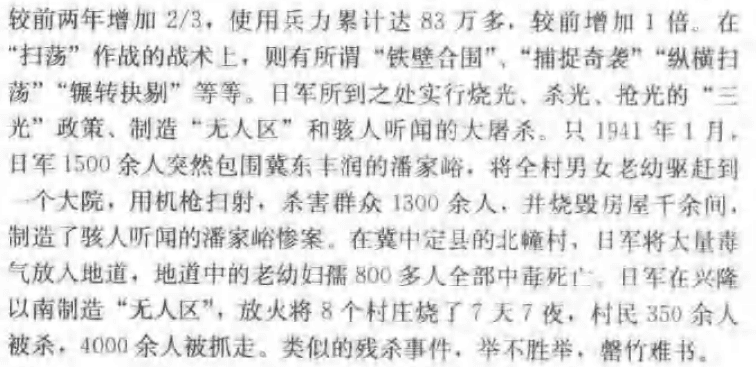 较前两年增加 2/3，使用兵力累计达 83 万多，较前增加 1 倍。在
“扫荡”作战的战术上，则有所谓“铁壁合围”、“捕捉奇袭”“纵横扫
荡”“辗转抉剔”等等。日军所到之处实行烧光、杀光、抢光的“三
光”政策、制造“无人区”和骇人听闻的大屠杀。只 1941 年 1 月，
日军 1500 余人突然包围冀东丰润的潘家峪，将全村男女老幼驱赶到
一个大院，用机枪扫射，杀害群众 1300 余人，并烧毁房屋千余间，
制造了骇人听闻的潘家峪惨案。在冀中定县的北疃村，日军将大量毒
气放入地道，地道中的老幼妇孺 800 多人全部中毒死亡。日军在兴隆
以南制造“无人区”，放火将 8 个村庄烧了 7 天 7 夜，村民 350 余人
被杀，4000 余人被抓走。类似的残杀事件，举不胜举，罄竹难书。